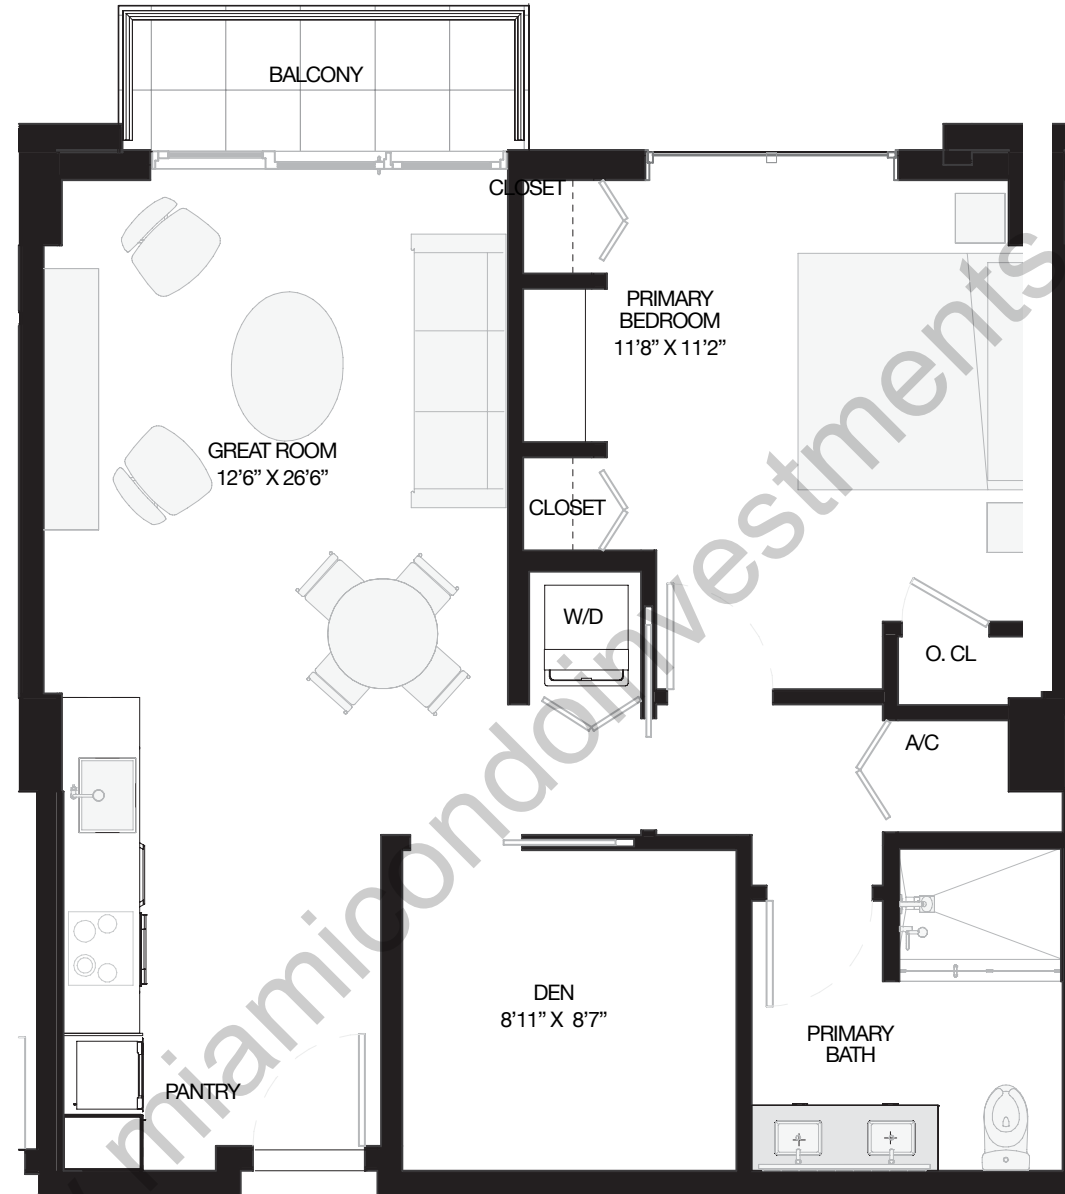 BALCONY
CLOSET
PRIMARY
BEDROOM
11'8” X 11'2”
GREAT ROOM
12'6” X 26'6”
CLOSET
W/D
O. CL
A/C
DEN
8'11” X 8'7”
PRIMARY
BATH
PANTRY
miamicondoinvestments